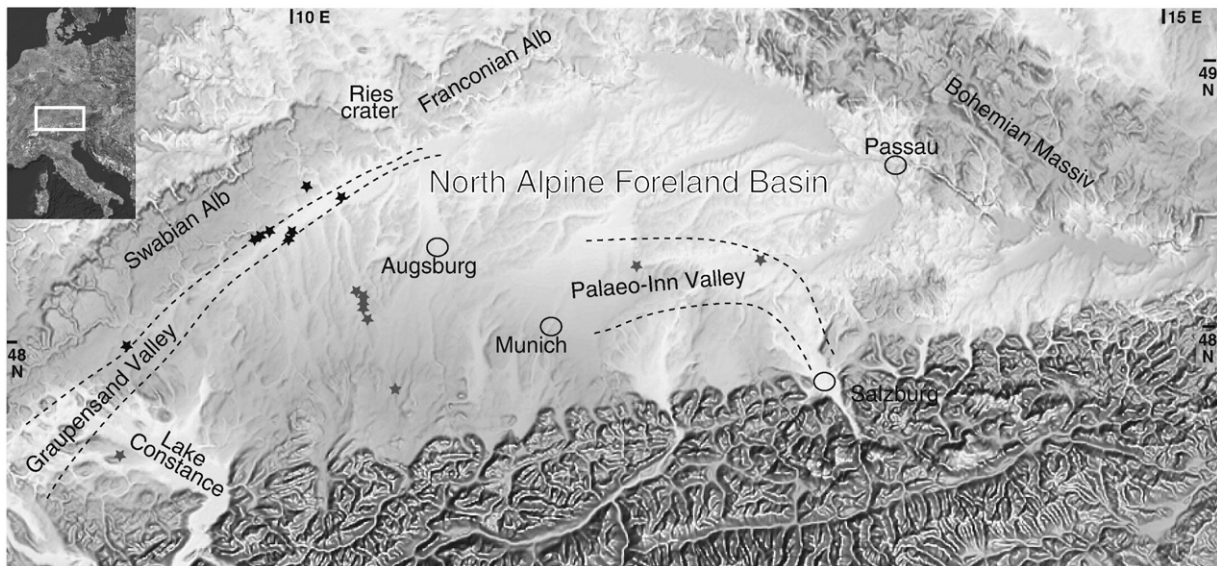 10 E
15 E
49
N
Ries
crater
Franconian Alb
Bohemian Massiv
Passau
North Alpine Foreland Basin
Swabian Alb
Augsburg
Palaeo-Inn Valley
Munich
48
N
48
N
Graupensand Valley
Salzburg
Lake
Constance